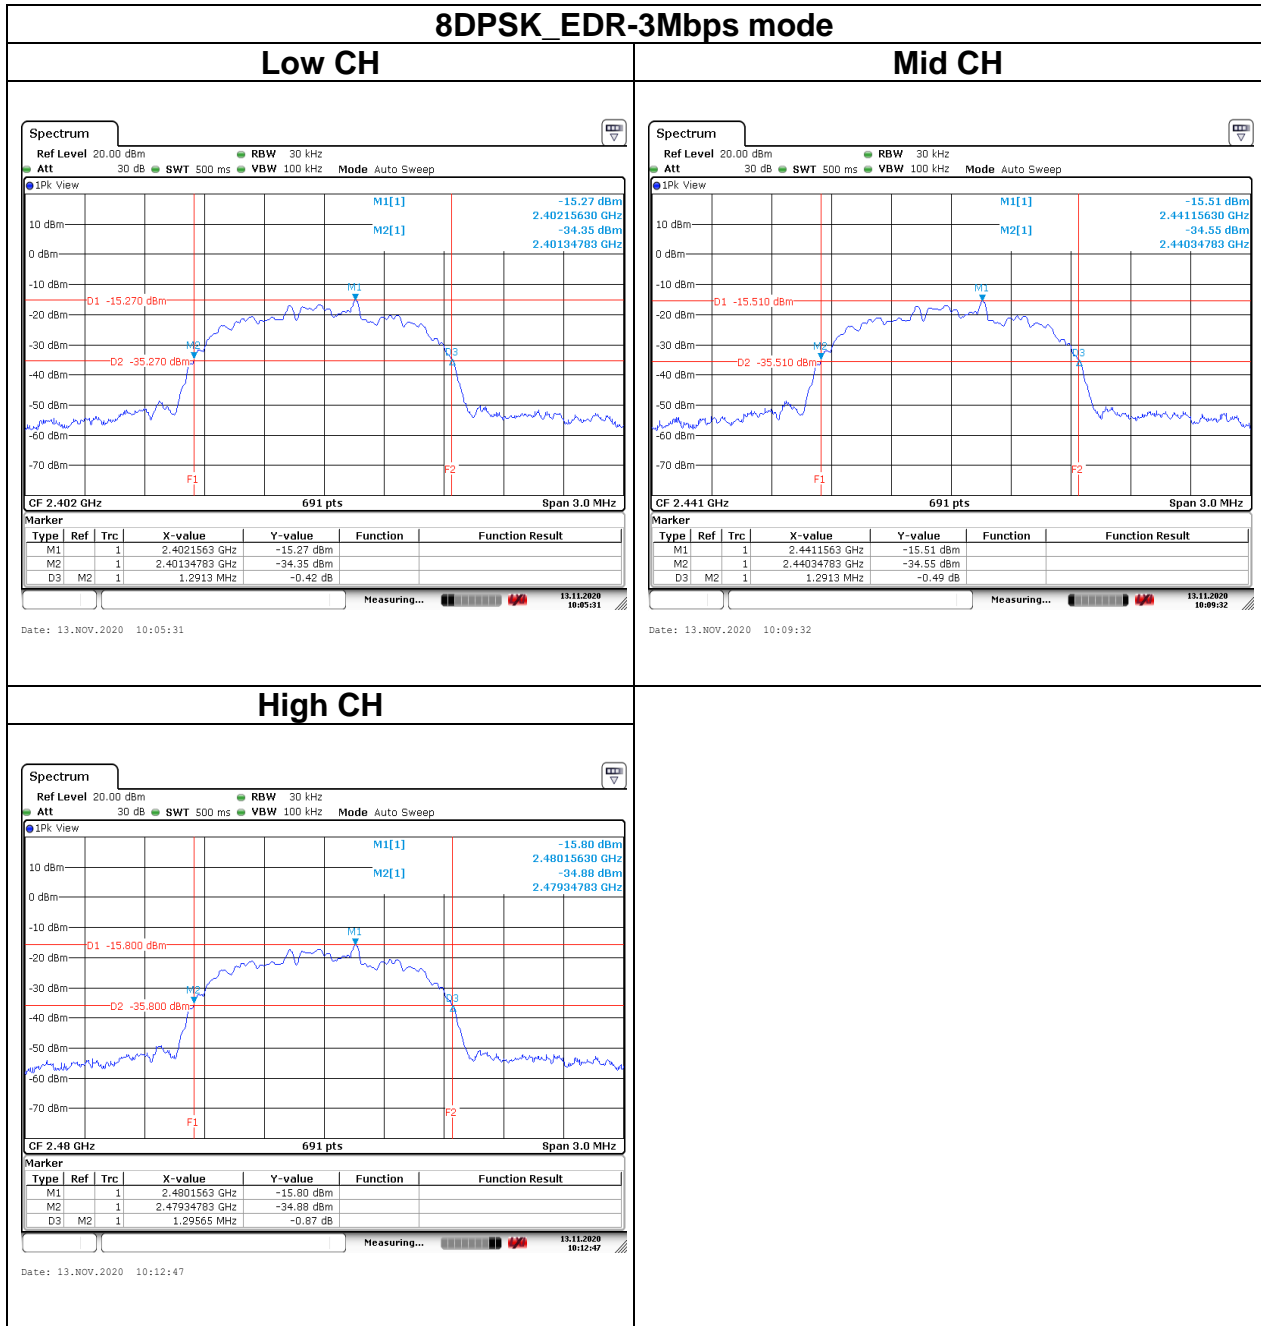 8DPSK_EDR-3Mbps mode
Low CH
Mid CH
Spectrum
Ref Level 20.00 dBm RBW 30 kHz
Att 30 dB SWT 500 ms VBW 100 kHz Mode Auto Sweep
1Pk View
M1[1] -15.27 dBm
2.40215630 GHz
M2[1] -34.35 dBm
2.40134783 GHz
10 dBm
0 dBm
-10 dBm
M1
D1 -15.270 dBm
-20 dBm
-30 dBm
M2
D3
D2 -35.270 dBm
-40 dBm
-50 dBm
-60 dBm
-70 dBm
F1
F2
CF 2.402 GHz 691 pts Span 3.0 MHz
Marker
Type Ref Trc X-value Y-value Function Function Result
M1 1 2.4021563 GHz -15.27 dBm
M2 1 2.40134783 GHz -34.35 dBm
D3 M2 1 1.2913 MHz -0.42 dB
Measuring... 13.11.2020
10:05:31
Date: 13.NOV.2020 10:05:31
Spectrum
Ref Level 20.00 dBm RBW 30 kHz
Att 30 dB SWT 500 ms VBW 100 kHz Mode Auto Sweep
1Pk View
M1[1] -15.51 dBm
2.44115630 GHz
M2[1] -34.55 dBm
2.44034783 GHz
10 dBm
0 dBm
-10 dBm
M1
D1 -15.510 dBm
-20 dBm
-30 dBm
M2
D3
D2 -35.510 dBm
-40 dBm
-50 dBm
-60 dBm
-70 dBm
F1
F2
CF 2.441 GHz 691 pts Span 3.0 MHz
Marker
Type Ref Trc X-value Y-value Function Function Result
M1 1 2.4411563 GHz -15.51 dBm
M2 1 2.44034783 GHz -34.55 dBm
D3 M2 1 1.2913 MHz -0.49 dB
Measuring... 13.11.2020
10:09:32
Date: 13.NOV.2020 10:09:32
High CH
Spectrum
Ref Level 20.00 dBm RBW 30 kHz
Att 30 dB SWT 500 ms VBW 100 kHz Mode Auto Sweep
1Pk View
M1[1] -15.80 dBm
2.48015630 GHz
M2[1] -34.88 dBm
2.47934783 GHz
10 dBm
0 dBm
-10 dBm
M1
D1 -15.800 dBm
-20 dBm
-30 dBm
M2
D3
D2 -35.800 dBm
-40 dBm
-50 dBm
-60 dBm
-70 dBm
F1
F2
CF 2.48 GHz 691 pts Span 3.0 MHz
Marker
Type Ref Trc X-value Y-value Function Function Result
M1 1 2.4801563 GHz -15.80 dBm
M2 1 2.47934783 GHz -34.88 dBm
D3 M2 1 1.29565 MHz -0.87 dB
Measuring... 13.11.2020
10:12:47
Date: 13.NOV.2020 10:12:47